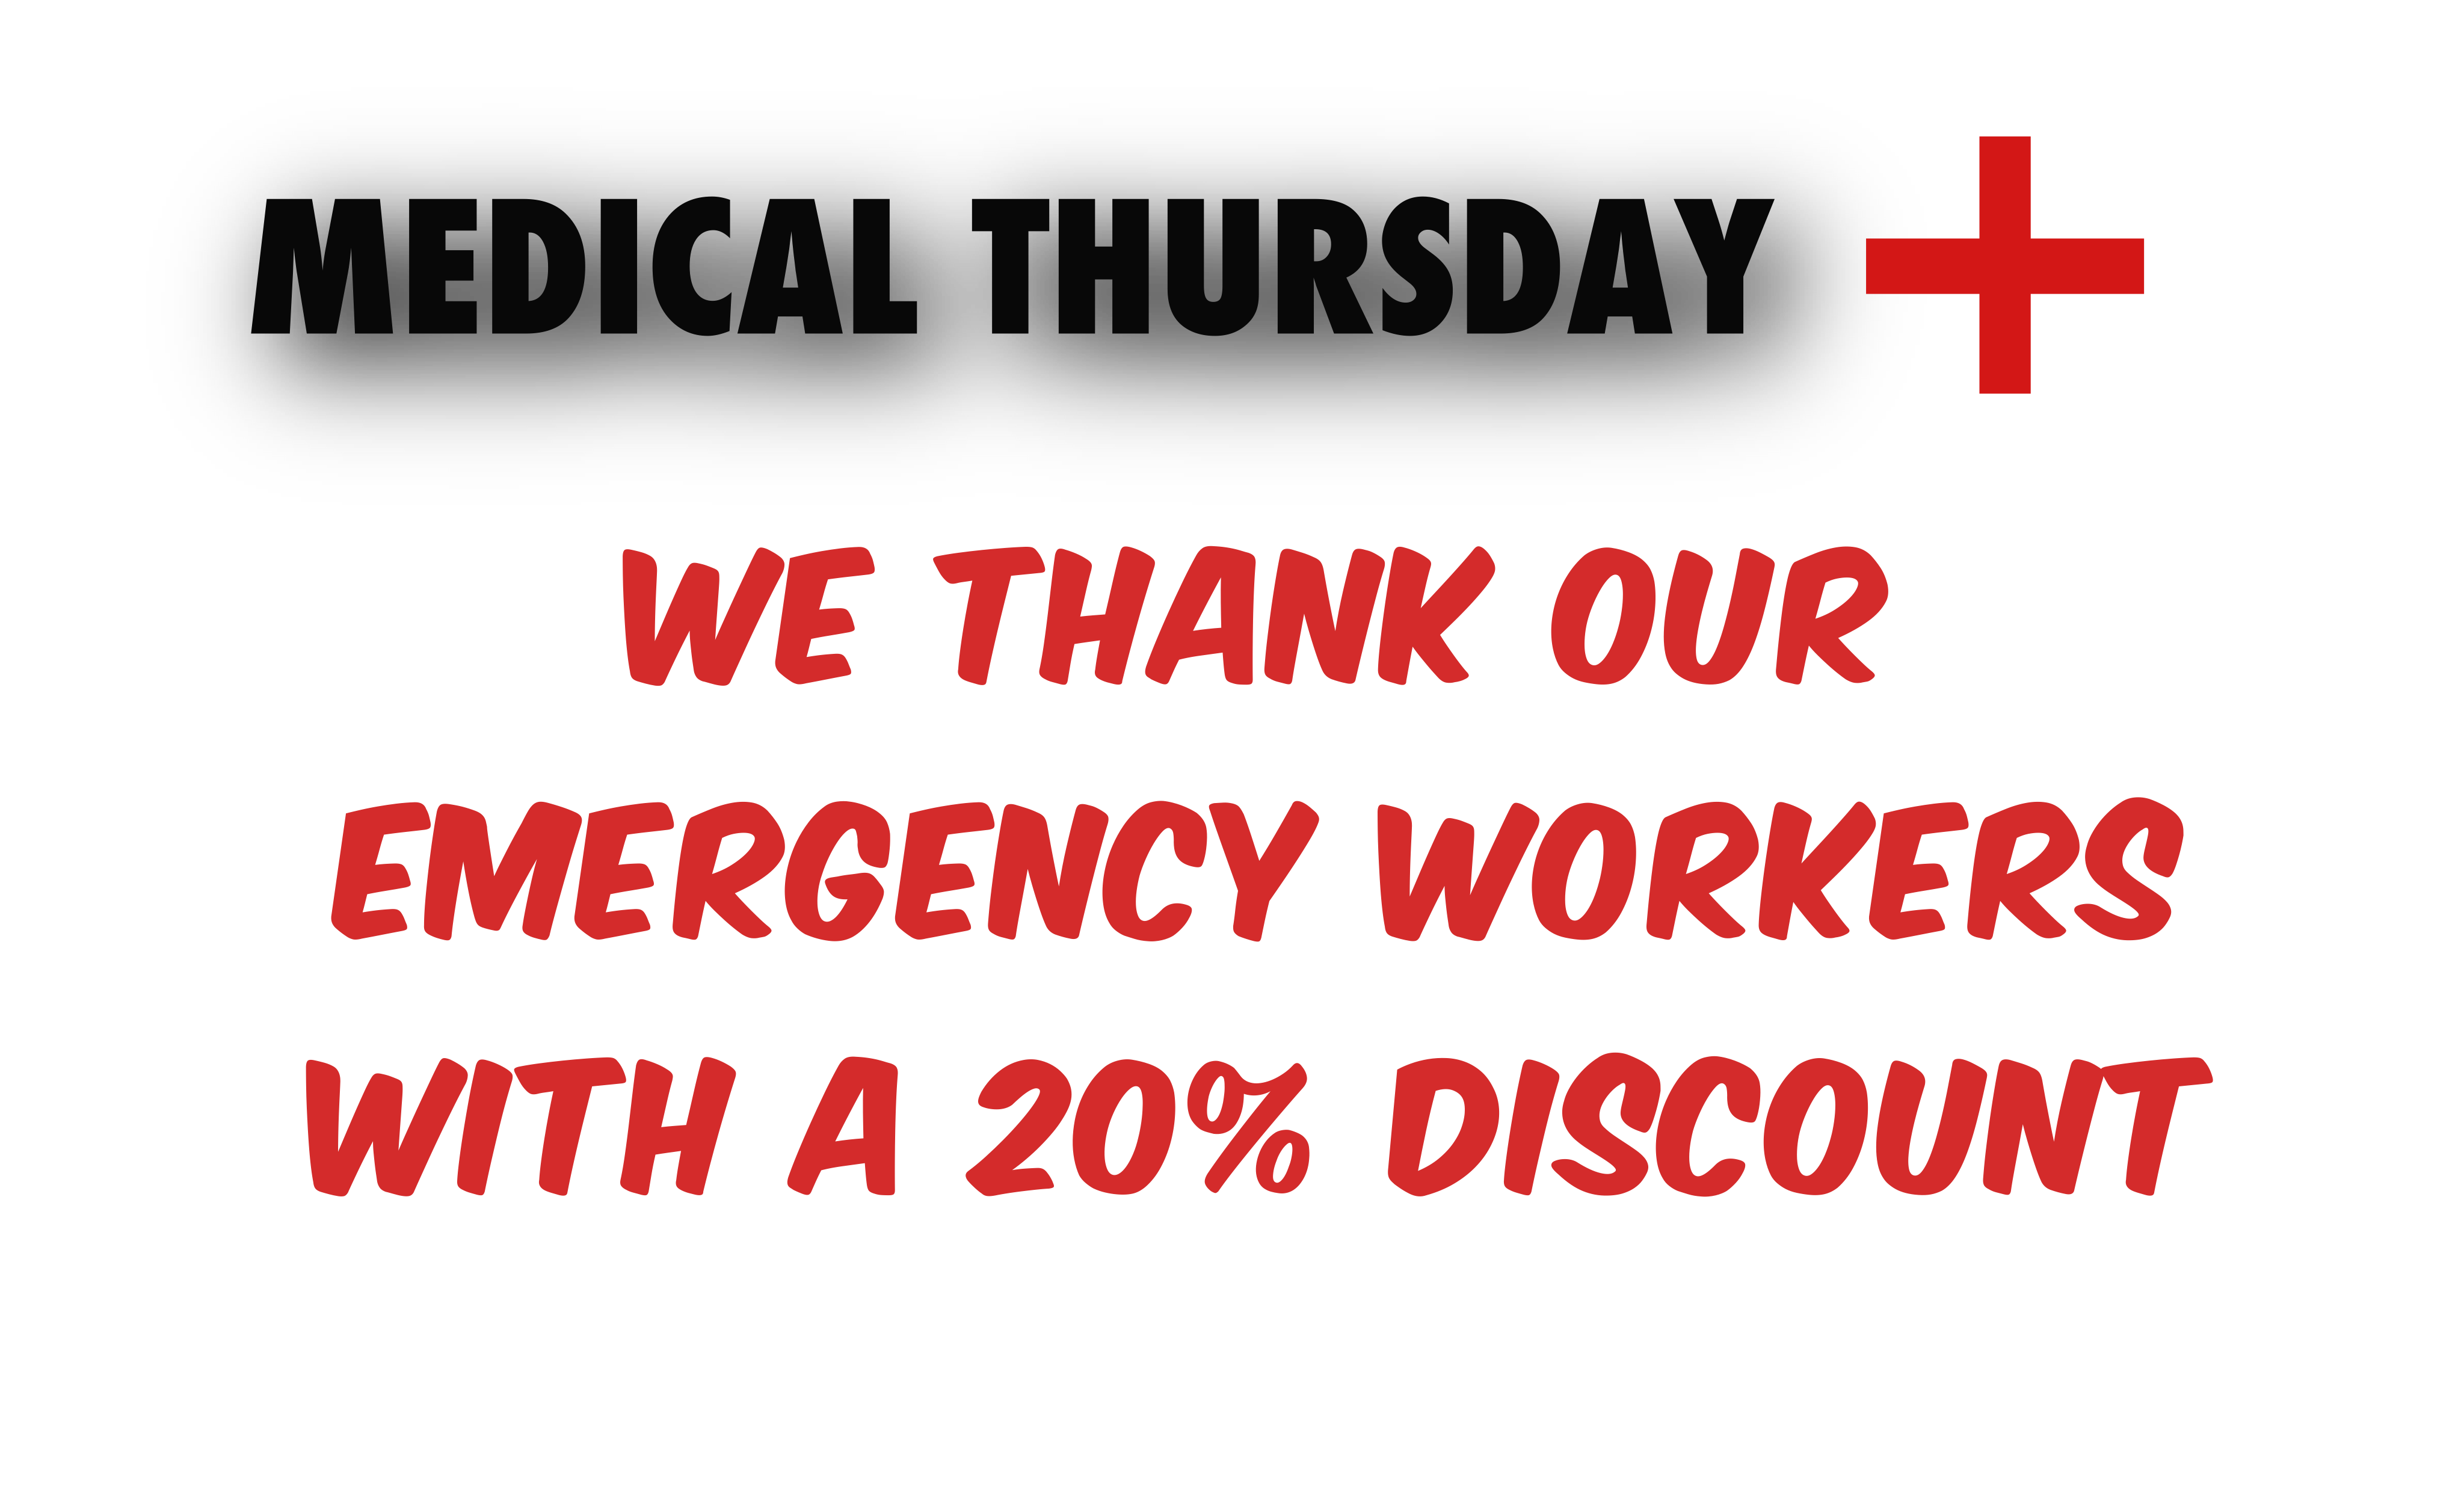 MEDICAL THURSDAY
WE THANK OUR
EMERGENCY WORKERS
WITH A 20% DISCOUNT